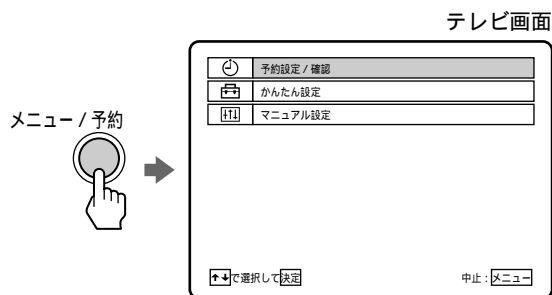 テレビ画面
予約設定 / 確認
かんたん設定
マニュアル設定
メニュー / 予約
↑↓で選択して決定
中止 : メニュー